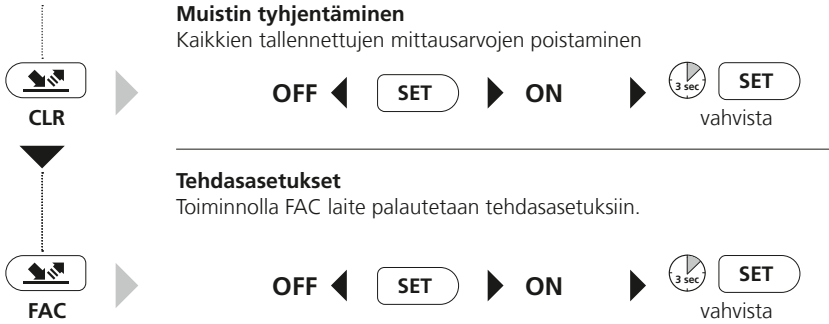 Muistin tyhjentäminen
Kaikkien tallennettujen mittausarvojen poistaminen
OFF SET ON 3 sec SET
CLR vahvista
Tehdasasetukset
Toiminnolla FAC laite palautetaan tehdasasetuksiin.
OFF SET ON 3 sec SET
FAC vahvista